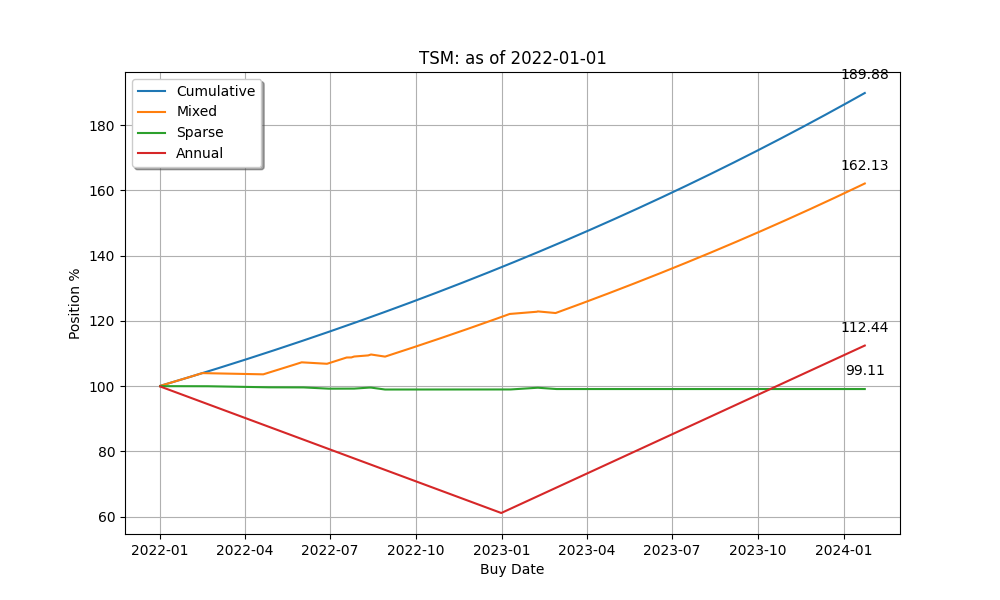 TSM: as of 2022-01-01
189.88
Cumulative
Mixed
Sparse
Annual
162.13
112.44
99.11
180
160
140
120
100
80
60
Position %
2022-01 2022-04 2022-07 2022-10 2023-01 2023-04 2023-07 2023-10 2024-01
Buy Date